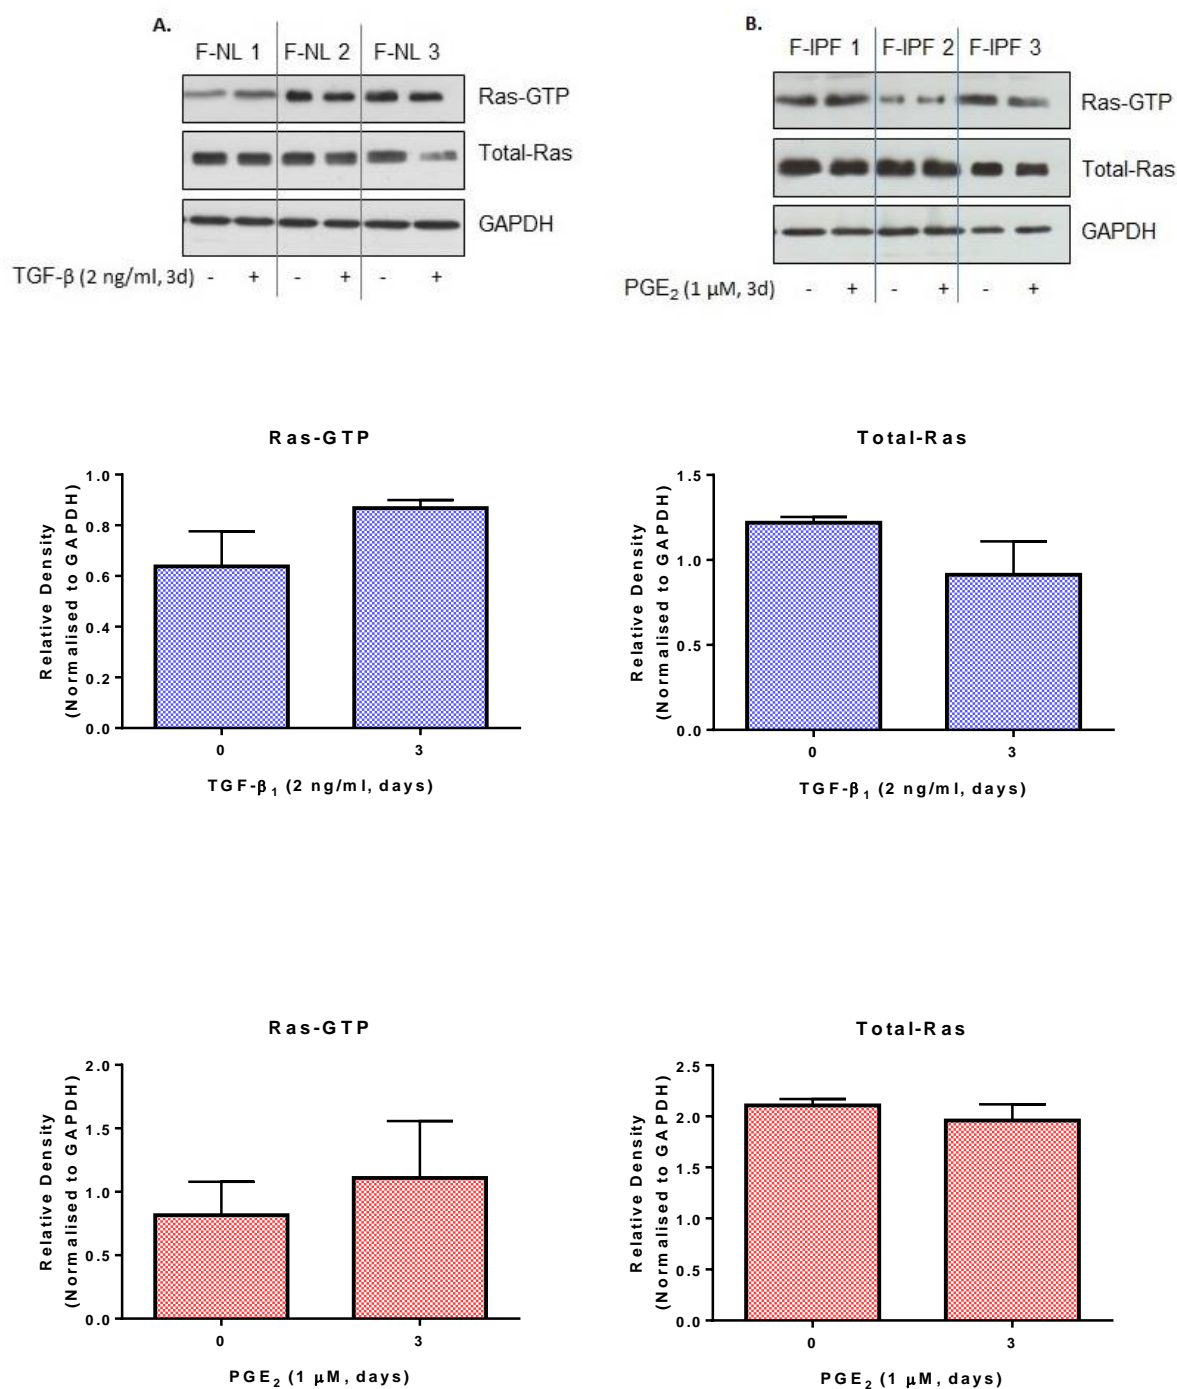 A.
F-NL 1 F-NL 2 F-NL 3
Ras-GTP
Total-Ras
GAPDH
TGF-β (2 ng/ml, 3d) - + - + - +
B.
F-IPF 1 F-IPF 2 F-IPF 3
Ras-GTP
Total-Ras
GAPDH
PGE₂ (1 µM, 3d) - + - + - +
Ras-GTP
Relative Density
(Normalised to GAPDH)
1.0
0.8
0.6
0.4
0.2
0.0
0 3
TGF-β₁ (2 ng/ml, days)
Total-Ras
Relative Density
(Normalised to GAPDH)
1.5
1.0
0.5
0.0
0 3
TGF-β₁ (2 ng/ml, days)
Ras-GTP
Relative Density
(Normalised to GAPDH)
2.0
1.5
1.0
0.5
0.0
0 3
PGE₂ (1 µM, days)
Total-Ras
Relative Density
(Normalised to GAPDH)
2.5
2.0
1.5
1.0
0.5
0.0
0 3
PGE₂ (1 µM, days)